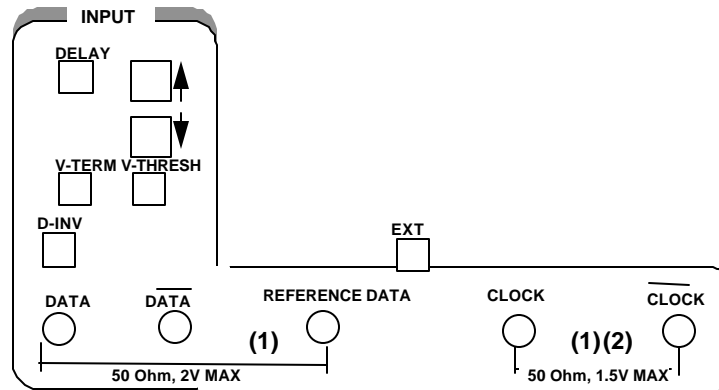 INPUT
DELAY
V-TERM V-THRESH
D-INV
EXT
DATA DATA REFERENCE DATA CLOCK CLOCK
(1) (1)(2)
50 Ohm, 2V MAX 50 Ohm, 1.5V MAX